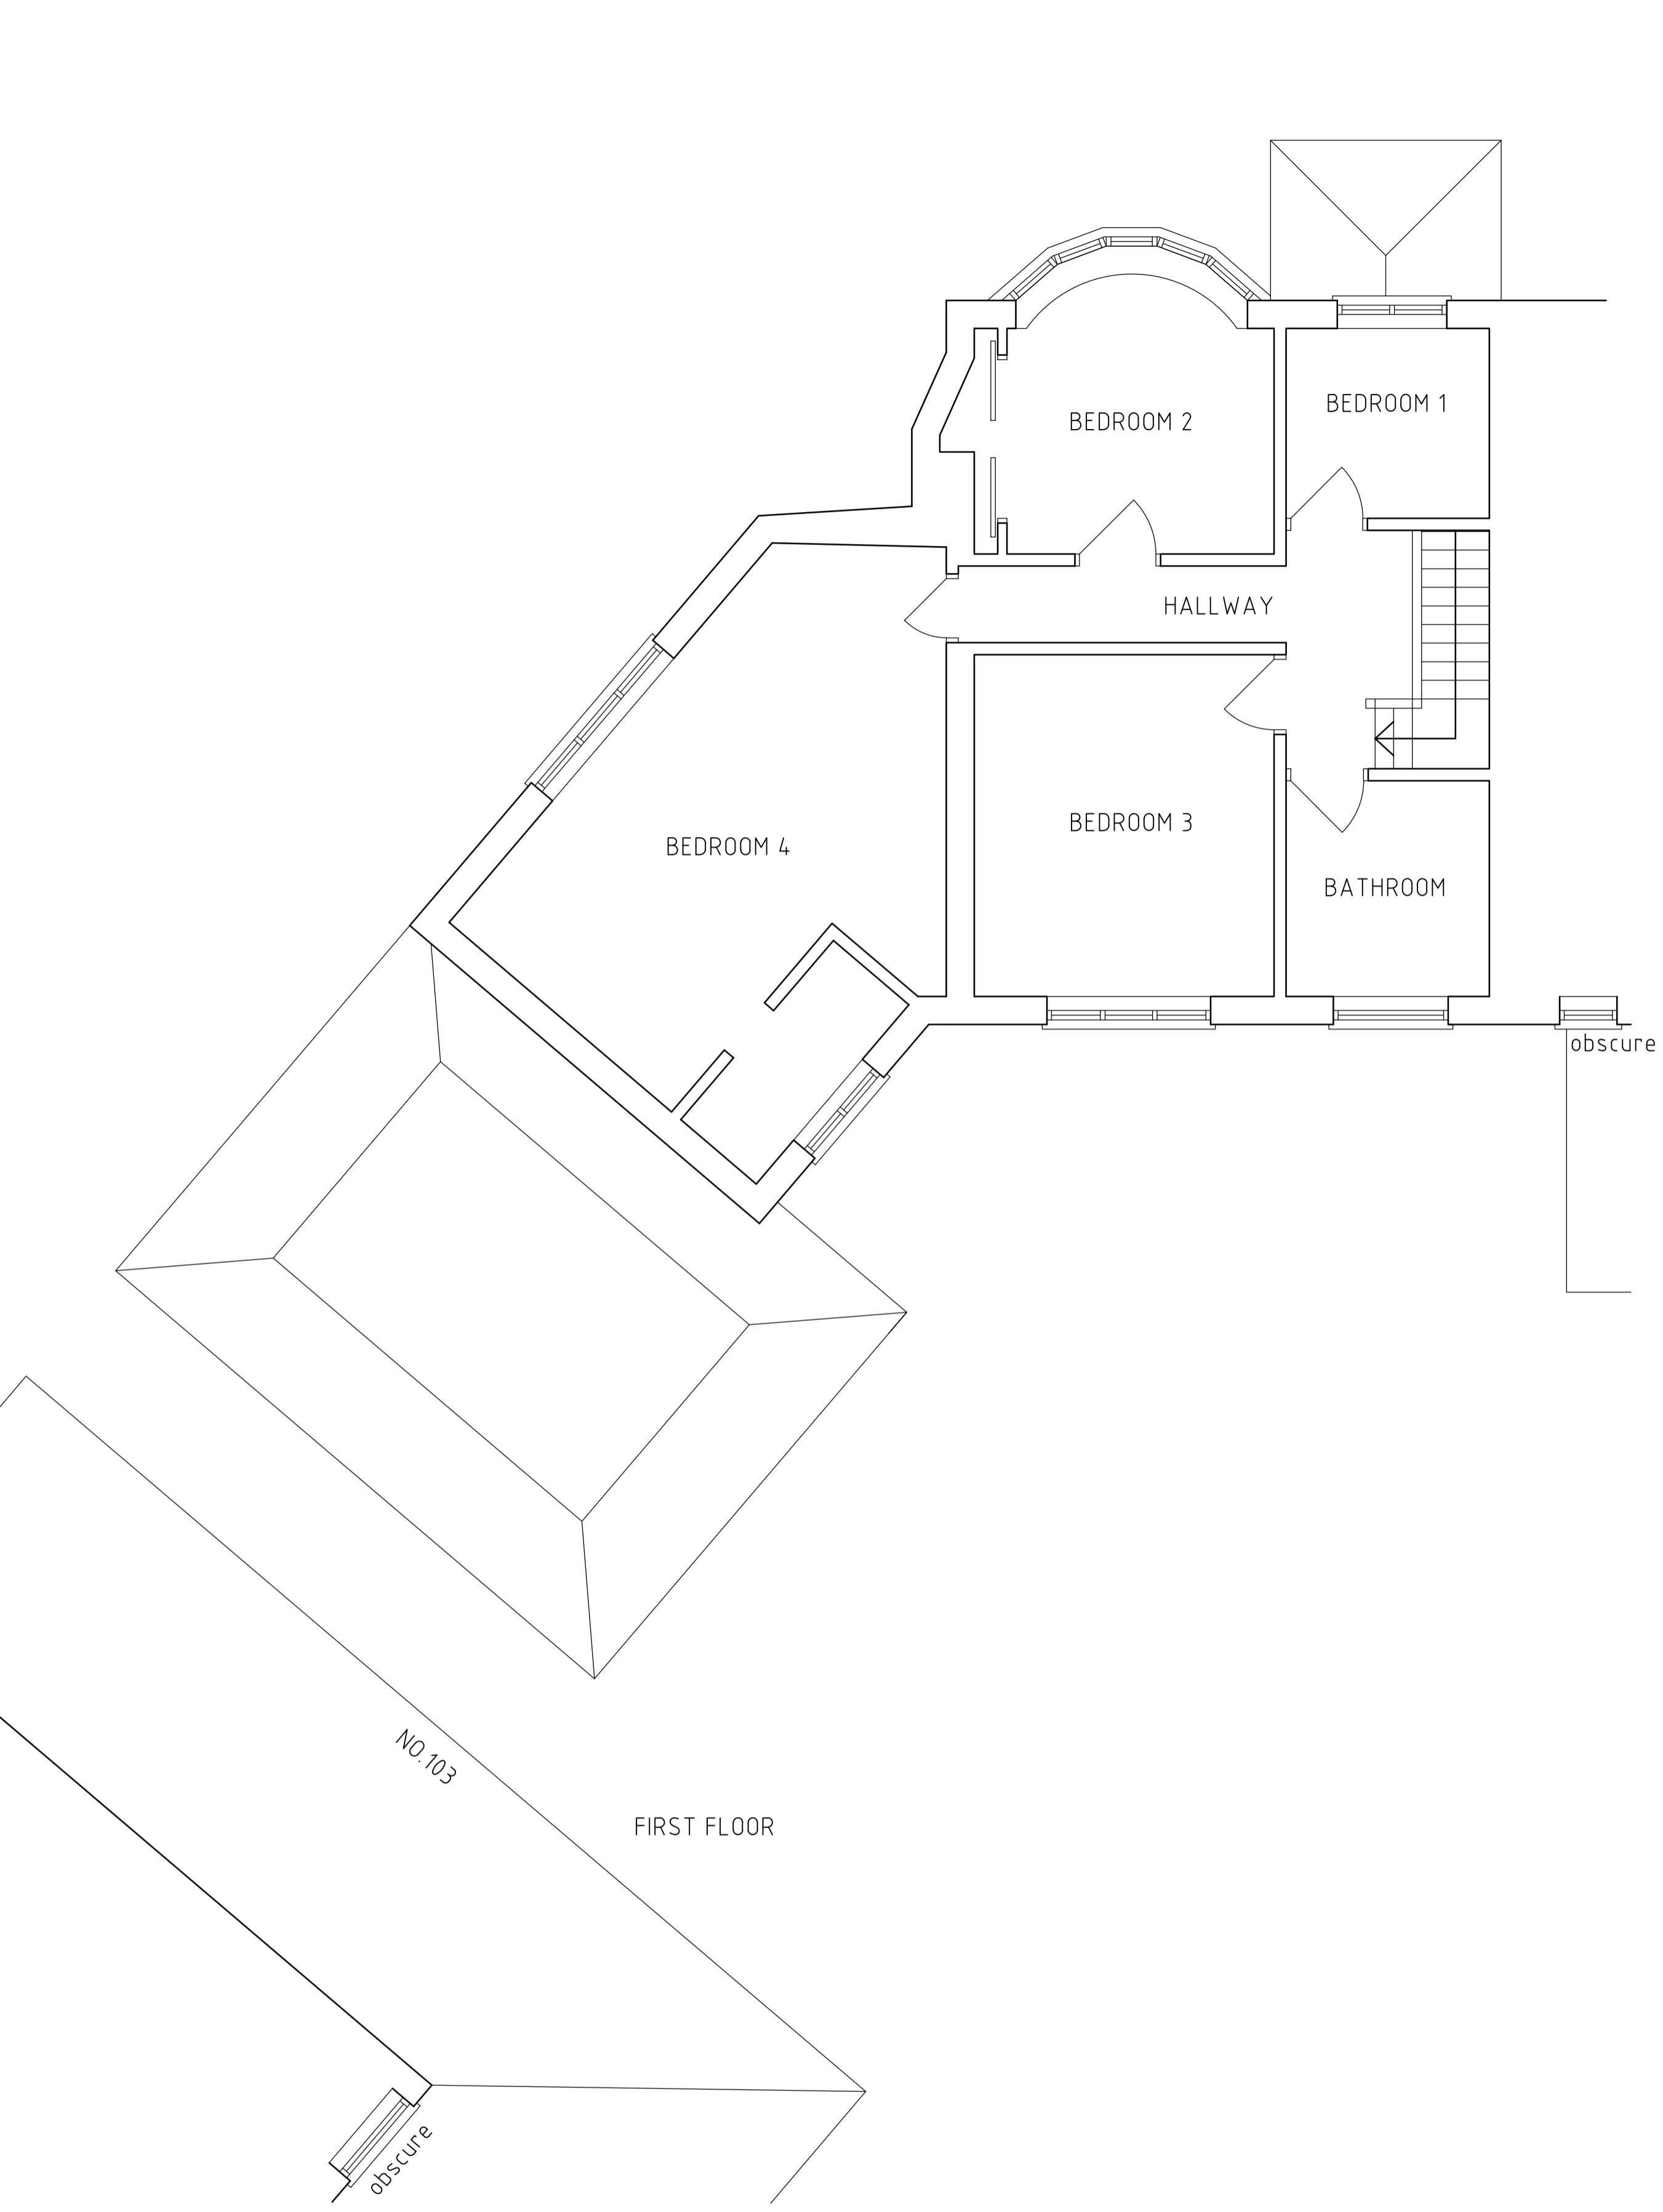 BEDROOM 1
BEDROOM 2
HALLWAY
BEDROOM 3
BEDROOM 4
BATHROOM
obscure
NO.103
FIRST FLOOR
obscure